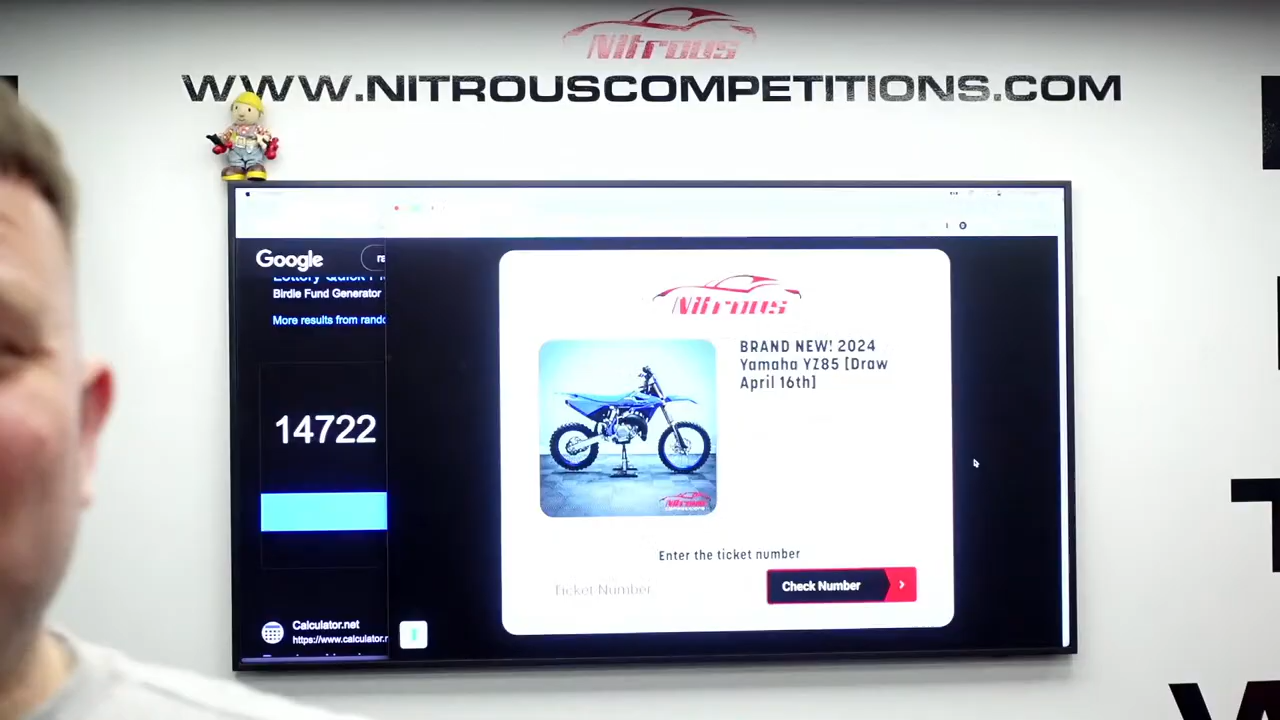 Nitrous
WWW.NITROUSCOMPETITIONS.COM
Google
Birdie Fund Generator
More results from rando
14722
Calculator.net
https://www.calculator.n
Nitrous
BRAND NEW! 2024
Yamaha YZ85 [Draw
April 16th]
Enter the ticket number
Ticket Number
Check Number